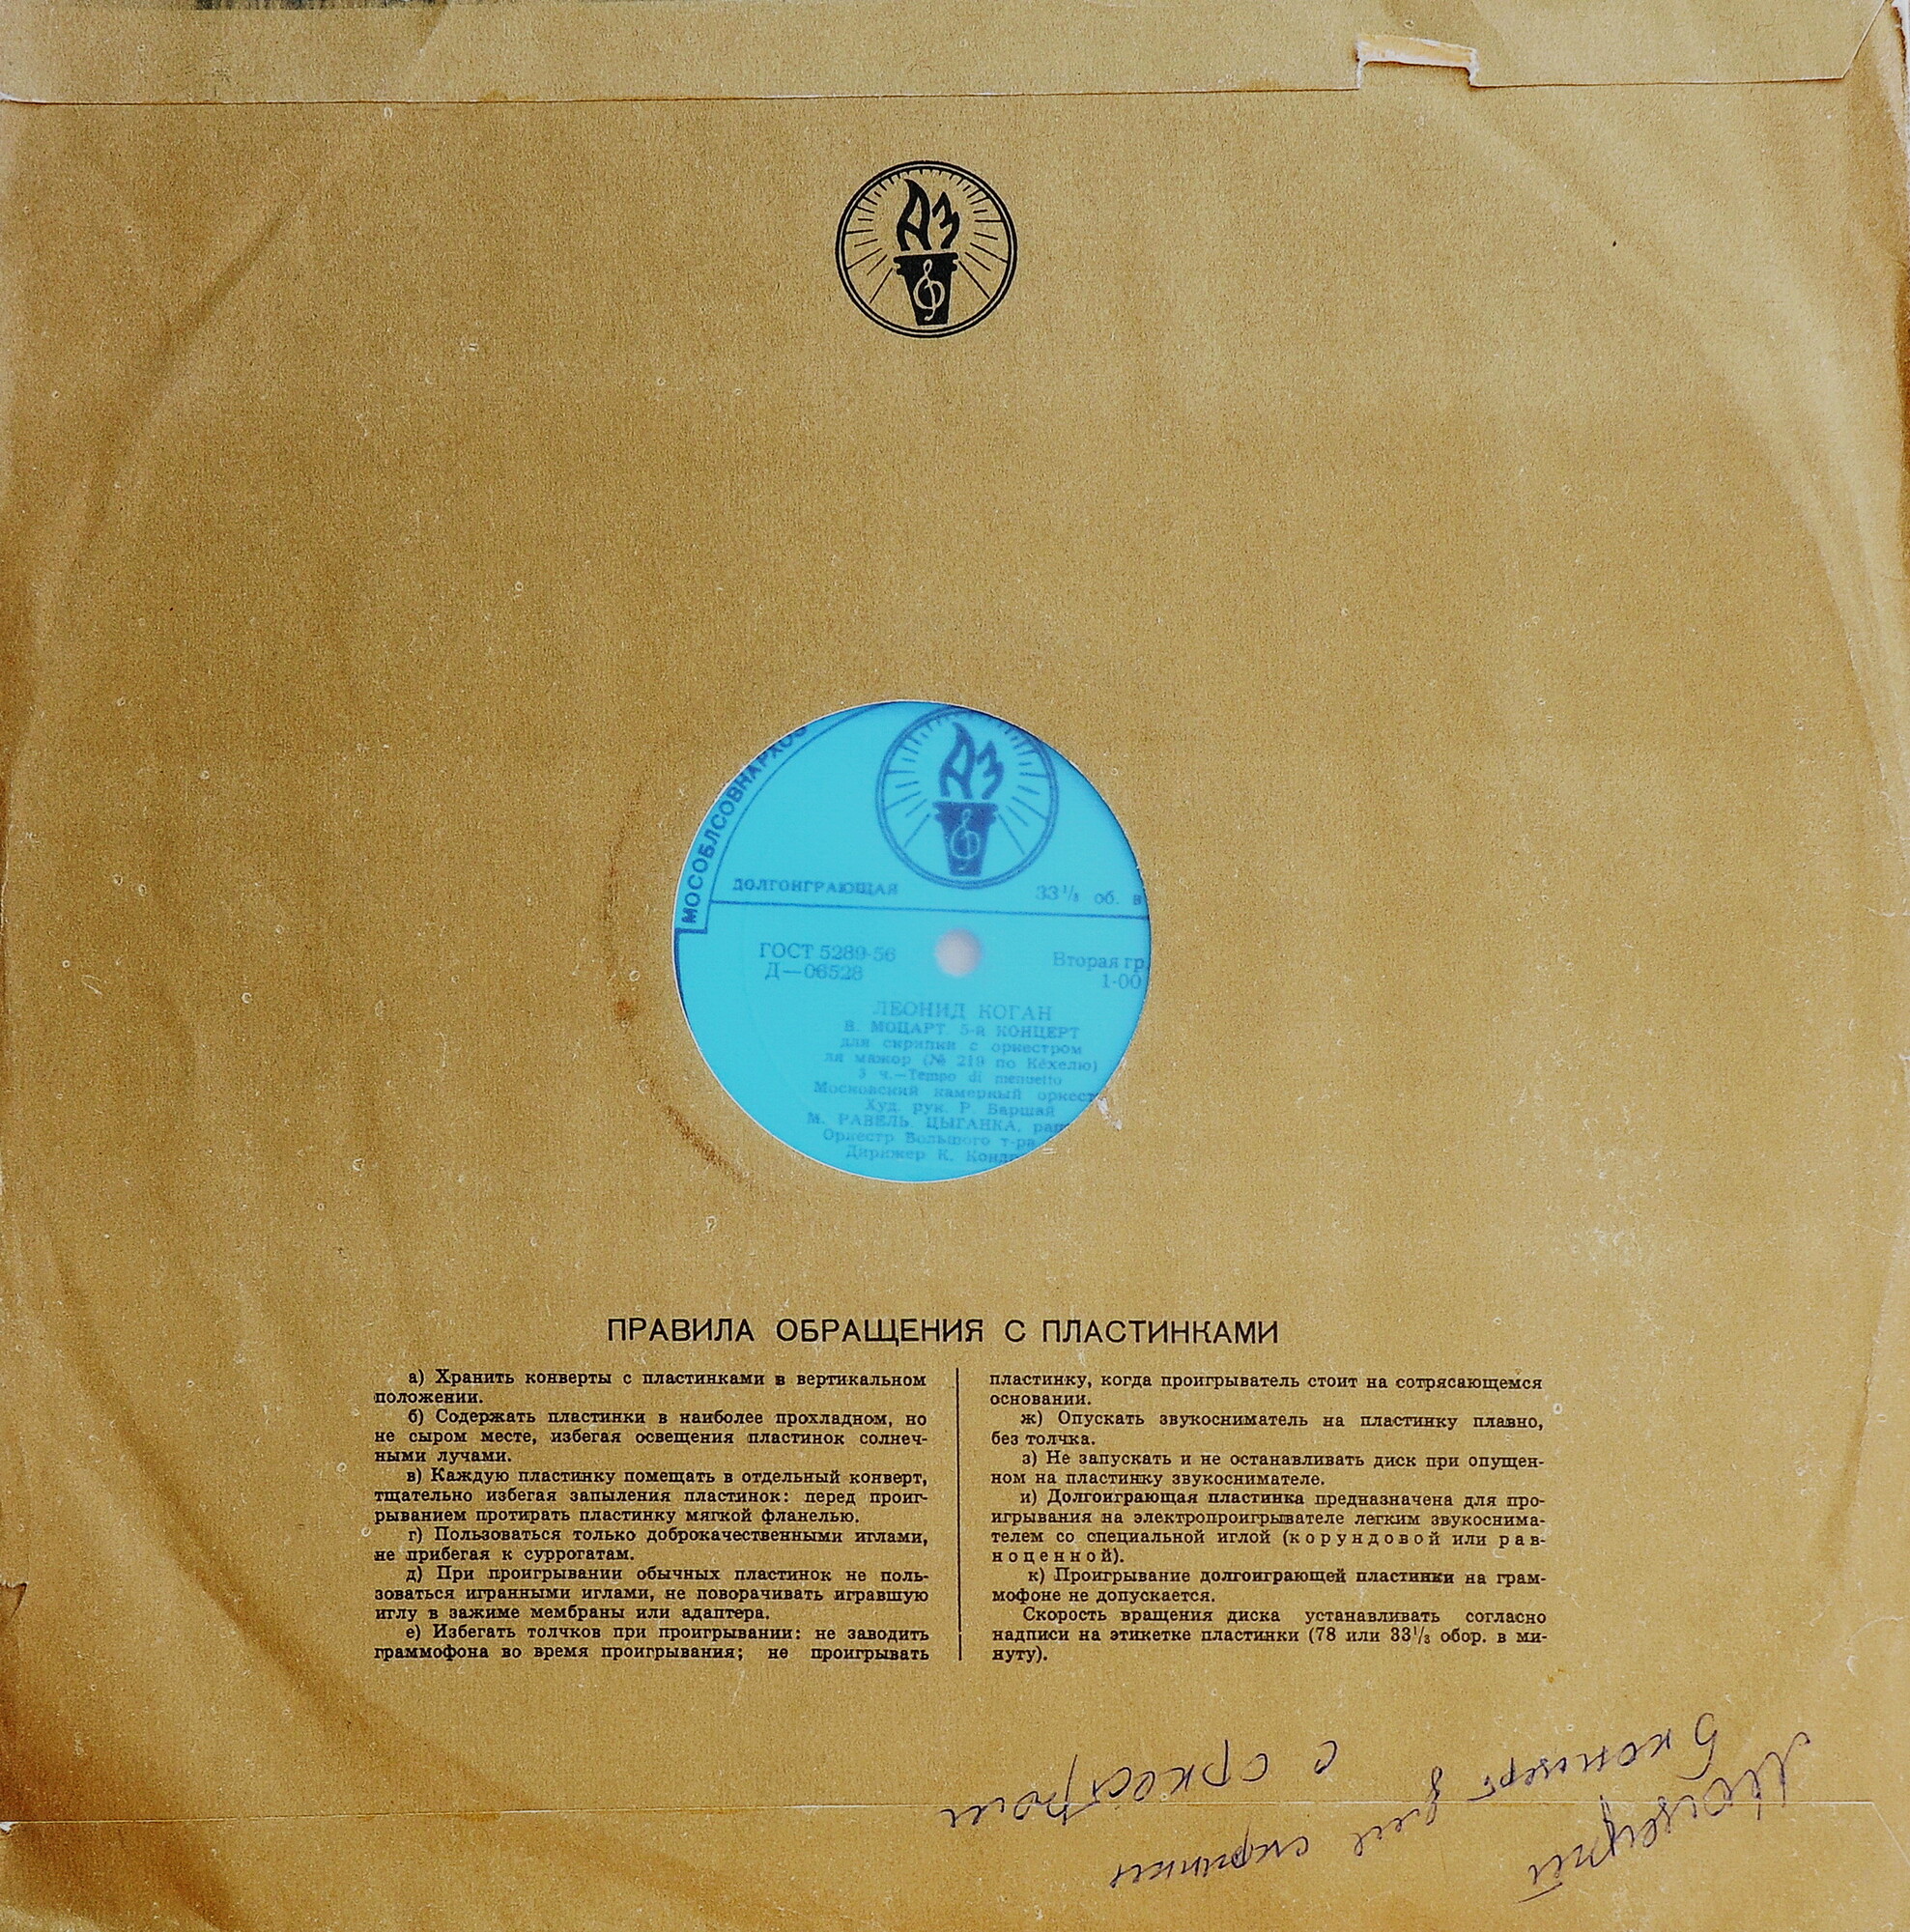 АЗ
МОСОБЛСОВНАРХОЗ
АЗ
ДОЛГОИГРАЮЩАЯ 33⅓ об. в
ГОСТ 5289-56 Вторая гр.
Д—06528 1-00
ЛЕОНИД КОГАН
В. МОЦАРТ. 5-й КОНЦЕРТ
для скрипки с оркестром
ля мажор (№ 219 по Кёхелю)
3 ч.—Tempo di menuetto
Московский камерный оркест
Худ. рук. Р. Баршай
М. РАВЕЛЬ. ЦЫГАНКА, рап
Оркестр Большого т-ра
Дирижер К. Конд
ПРАВИЛА ОБРАЩЕНИЯ С ПЛАСТИНКАМИ
а) Хранить конверты с пластинками в вертикальном
положении.
б) Содержать пластинки в наиболее прохладном, но
не сыром месте, избегая освещения пластинок солнеч-
ными лучами.
в) Каждую пластинку помещать в отдельный конверт,
тщательно избегая запыления пластинок: перед проиг-
рыванием протирать пластинку мягкой фланелью.
г) Пользоваться только доброкачественными иглами,
не прибегая к суррогатам.
д) При проигрывании обычных пластинок не поль-
зоваться игранными иглами, не поворачивать игравшую
иглу в зажиме мембраны или адаптера.
е) Избегать толчков при проигрывании: не заводить
граммофона во время проигрывания; не проигрывать
пластинку, когда проигрыватель стоит на сотрясающемся
основании.
ж) Опускать звукосниматель на пластинку плавно,
без толчка.
з) Не запускать и не останавливать диск при опущен-
ном на пластинку звукоснимателе.
и) Долгоиграющая пластинка предназначена для про-
игрывания на электропроигрывателе легким звукоснима-
телем со специальной иглой (корундовой или рав-
ноценной).
к) Проигрывание долгоиграющей пластинки на грам-
мофоне не допускается.
Скорость вращения диска устанавливать согласно
надписи на этикетке пластинки (78 или 33⅓ обор. в ми-
нуту).
Моцарт
5 концерт для скрипки
с оркестром